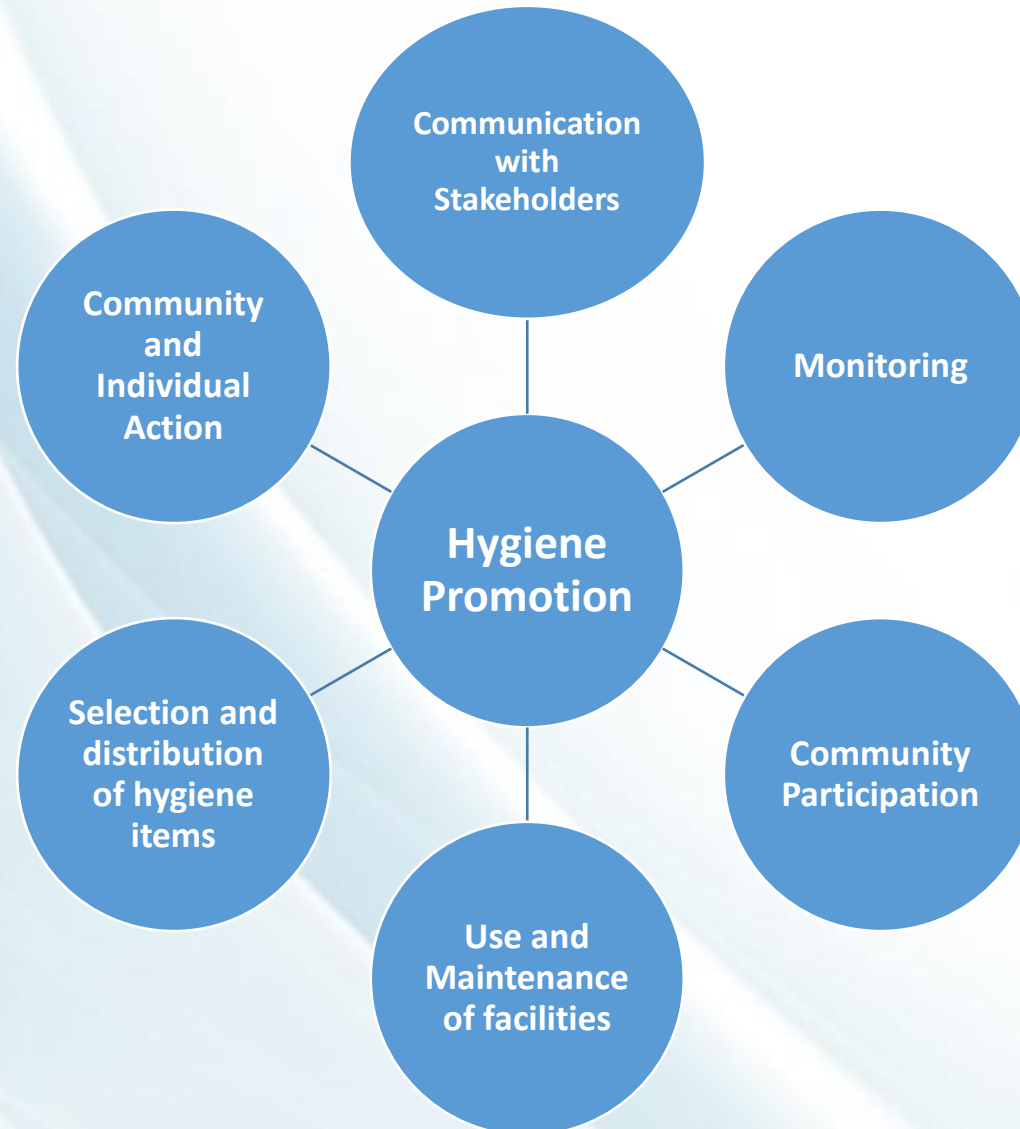 Communication
with
Stakeholders
Community
and
Individual
Action
Monitoring
Hygiene
Promotion
Selection and
distribution
of hygiene
items
Community
Participation
Use and
Maintenance
of facilities